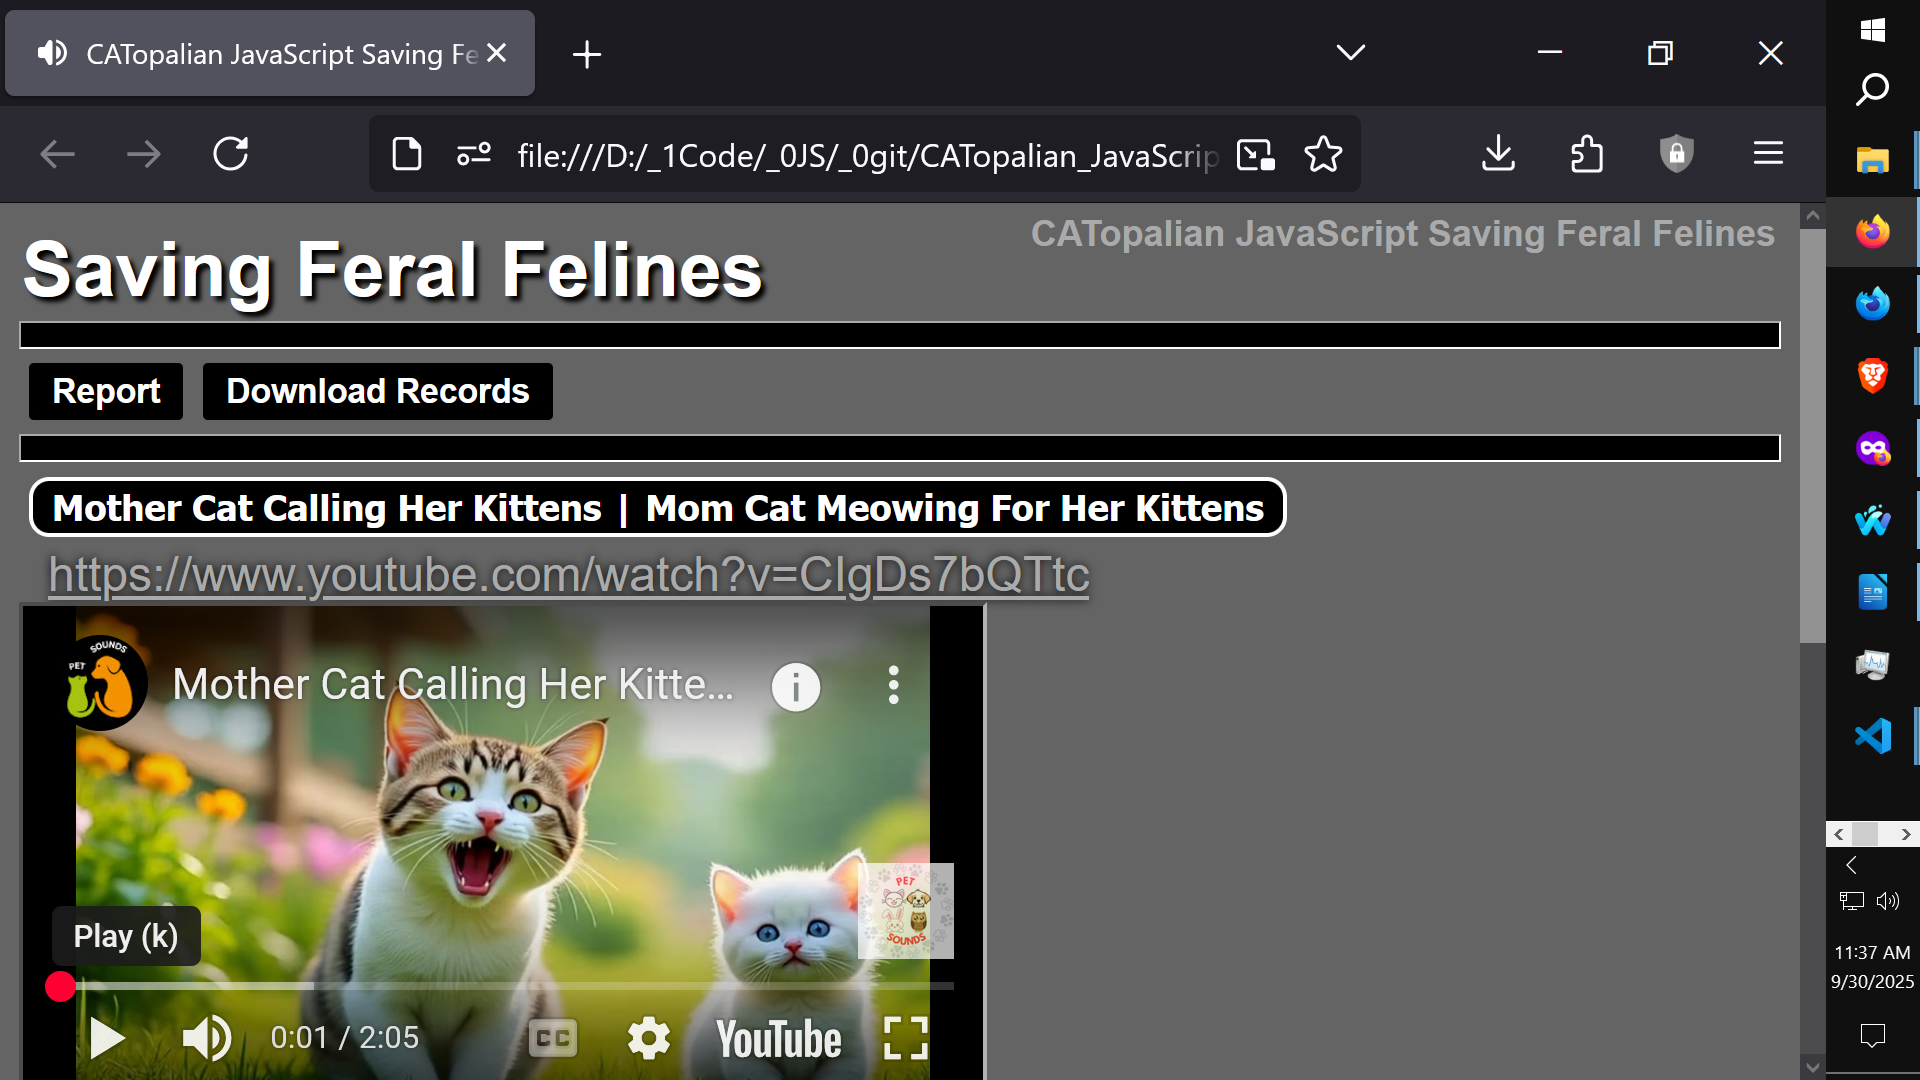 CATopalian JavaScript Saving Fe
file:///D:/_1Code/_0JS/_0git/CATopalian_JavaScrip
CATopalian JavaScript Saving Feral Felines
Saving Feral Felines
Report
Download Records
Mother Cat Calling Her Kittens | Mom Cat Meowing For Her Kittens
https://www.youtube.com/watch?v=CIgDs7bQTtc
PET SOUNDS
Mother Cat Calling Her Kitte...
PET
SOUNDS
Play (k)
0:01 / 2:05
CC
YouTube
11:37 AM
9/30/2025